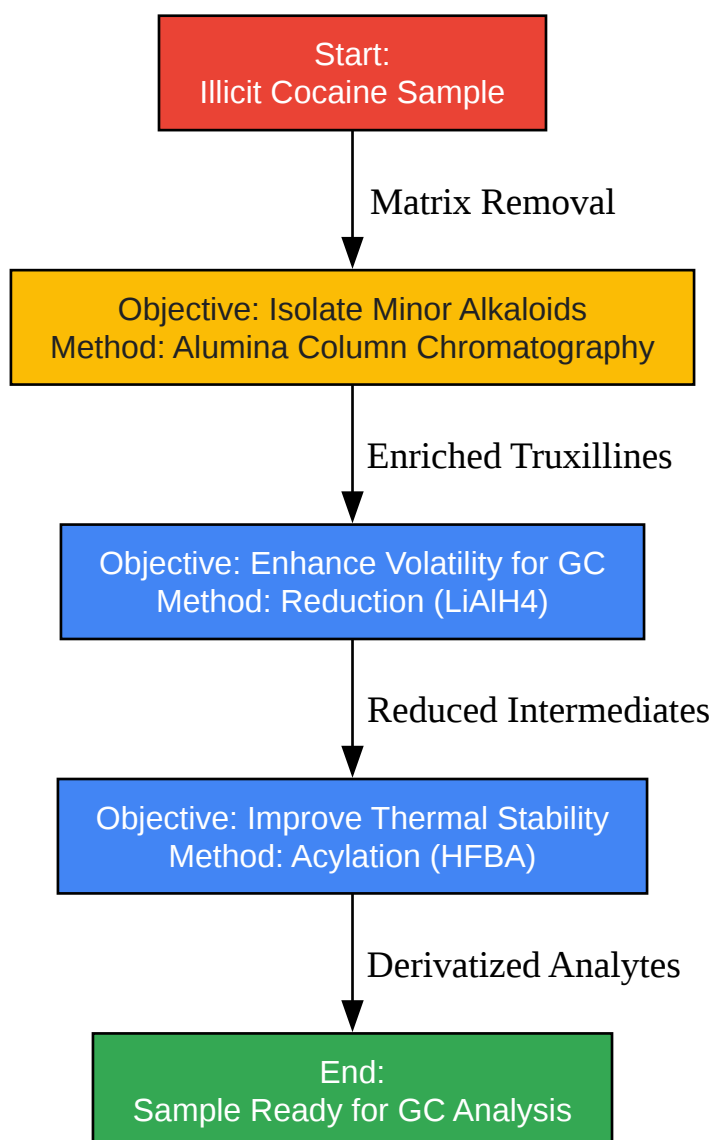 Start:
Illicit Cocaine Sample
Matrix Removal
Objective: Isolate Minor Alkaloids
Method: Alumina Column Chromatography
Enriched Truxillines
Objective: Enhance Volatility for GC
Method: Reduction (LiAlH4)
Reduced Intermediates
Objective: Improve Thermal Stability
Method: Acylation (HFBA)
Derivatized Analytes
End:
Sample Ready for GC Analysis